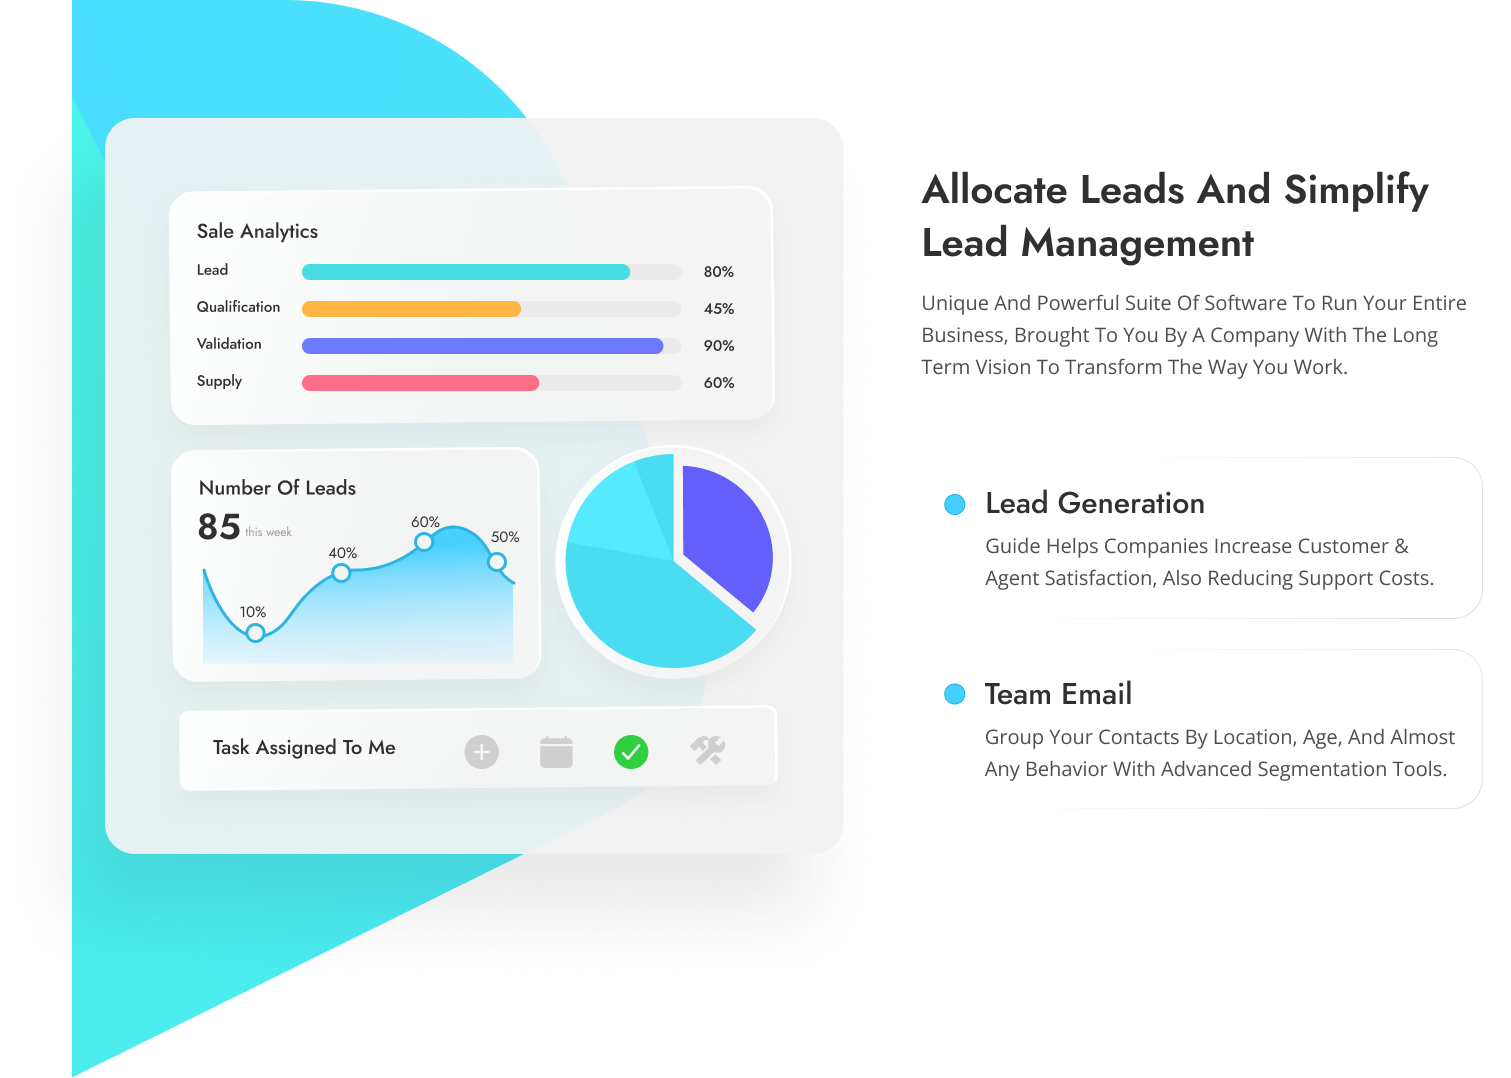 Sale Analytics
Lead 80%
Qualification 45%
Validation 90%
Supply 60%
Number Of Leads
85 this week
10%
40%
60%
50%
Task Assigned To Me
Allocate Leads And Simplify
Lead Management
Unique And Powerful Suite Of Software To Run Your Entire
Business, Brought To You By A Company With The Long
Term Vision To Transform The Way You Work.
Lead Generation
Guide Helps Companies Increase Customer &
Agent Satisfaction, Also Reducing Support Costs.
Team Email
Group Your Contacts By Location, Age, And Almost
Any Behavior With Advanced Segmentation Tools.